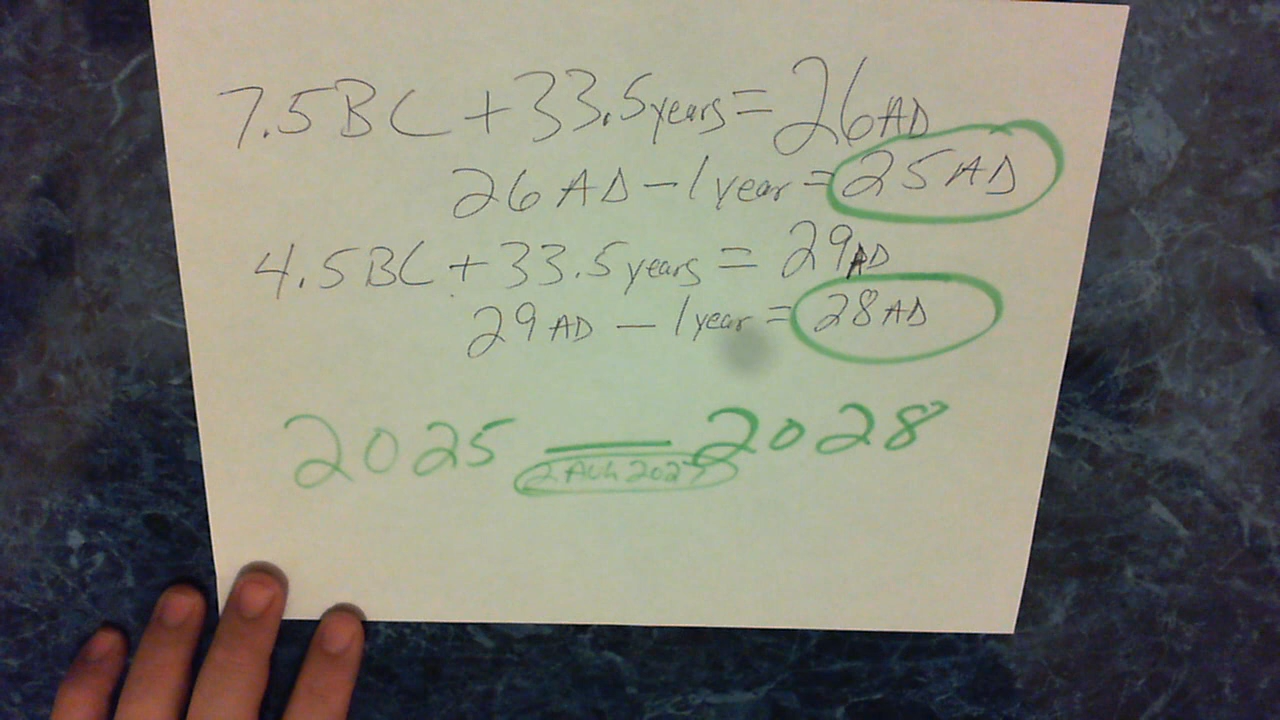 7.5 BC + 33.5 years = 26 AD
26 AD - 1 year = 25 AD
4.5 BC + 33.5 years = 29 AD
29 AD - 1 year = 28 AD
2025 — 2028
2 AUG 2027